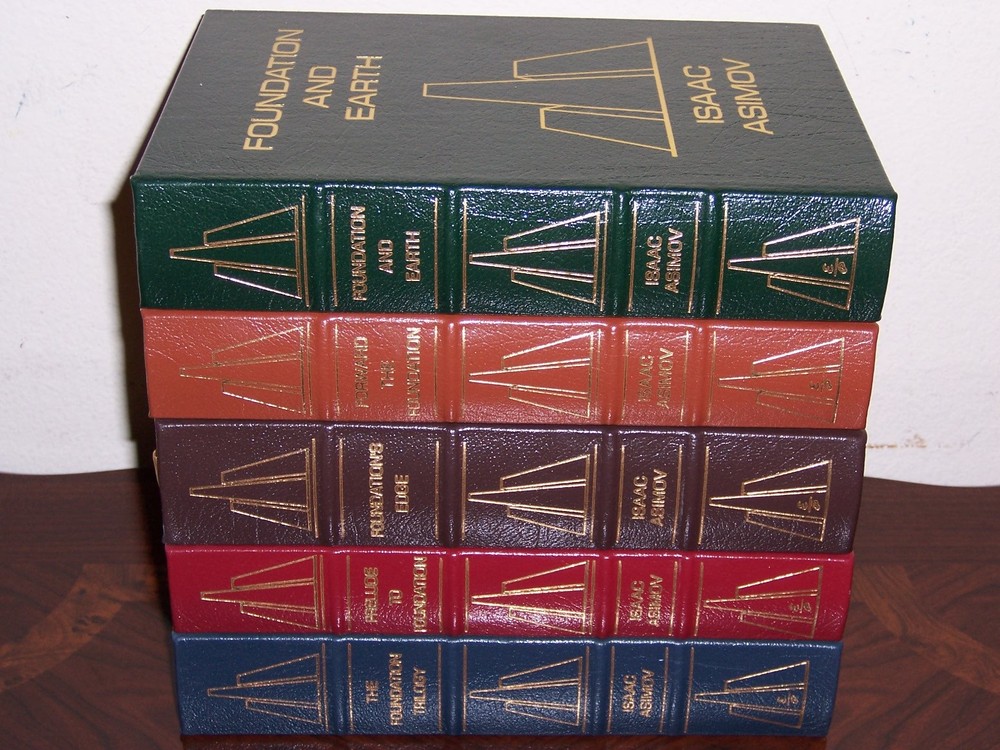 FOUNDATION
AND
EARTH
ISAAC
ASIMOV
FOUNDATION
AND
EARTH
ISAAC
ASIMOV
FORWARD
THE
FOUNDATION
ISAAC
ASIMOV
FOUNDATION'S
EDGE
ISAAC
ASIMOV
PRELUDE
TO
FOUNDATION
ISAAC
ASIMOV
THE
FOUNDATION
TRILOGY
ISAAC
ASIMOV